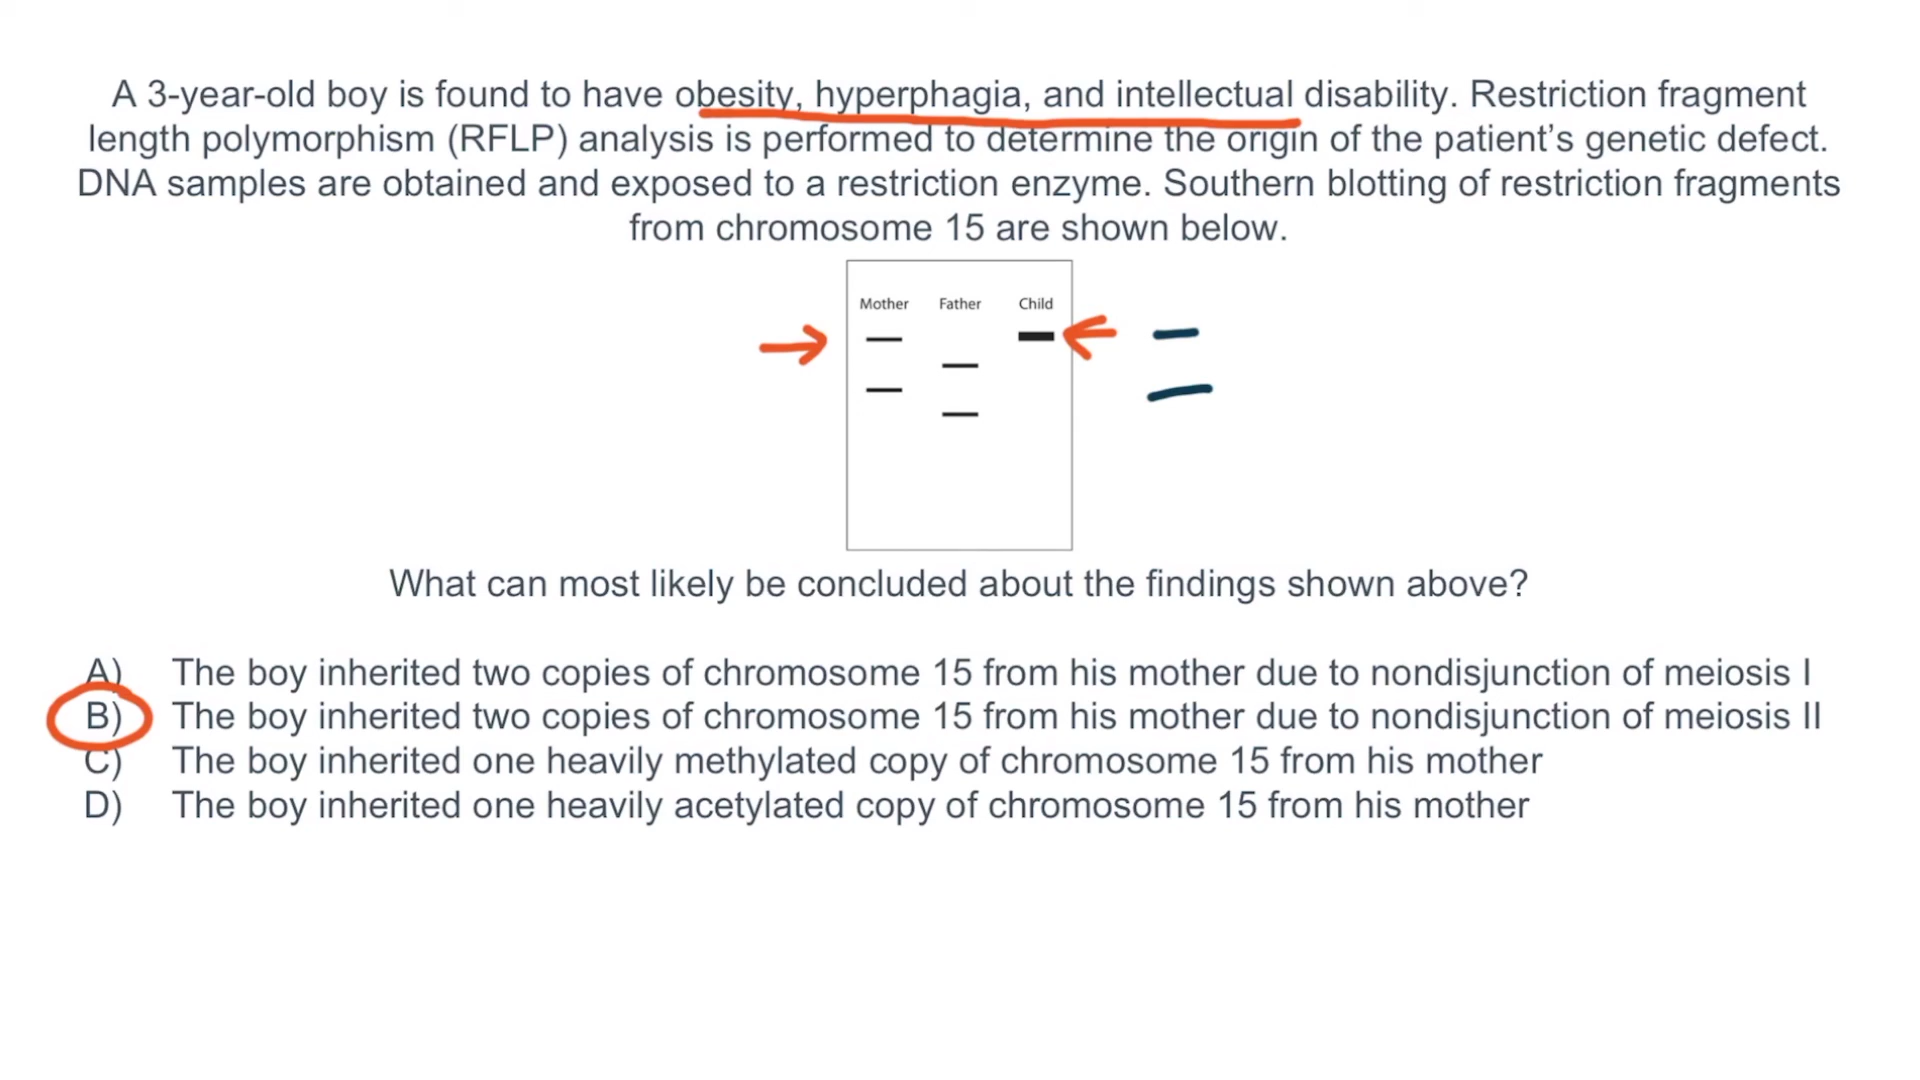 A 3-year-old boy is found to have obesity, hyperphagia, and intellectual disability. Restriction fragment
length polymorphism (RFLP) analysis is performed to determine the origin of the patient’s genetic defect.
DNA samples are obtained and exposed to a restriction enzyme. Southern blotting of restriction fragments
from chromosome 15 are shown below.
Mother Father Child
What can most likely be concluded about the findings shown above?
A) The boy inherited two copies of chromosome 15 from his mother due to nondisjunction of meiosis I
B) The boy inherited two copies of chromosome 15 from his mother due to nondisjunction of meiosis II
C) The boy inherited one heavily methylated copy of chromosome 15 from his mother
D) The boy inherited one heavily acetylated copy of chromosome 15 from his mother